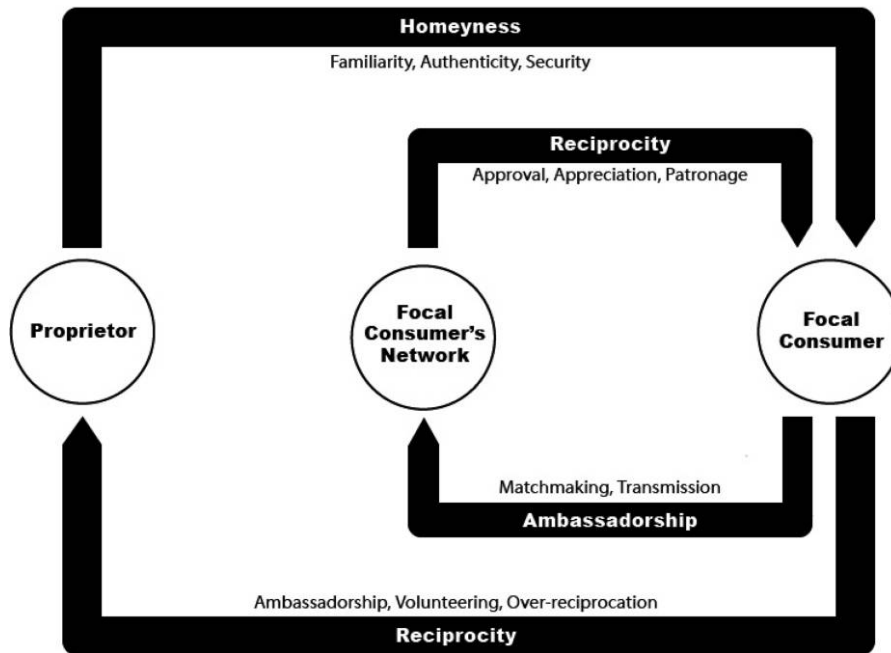 Homeyness
Familiarity, Authenticity, Security
Reciprocity
Approval, Appreciation, Patronage
Proprietor
Focal
Consumer's
Network
Focal
Consumer
Matchmaking, Transmission
Ambassadorship
Ambassadorship, Volunteering, Over-reciprocation
Reciprocity